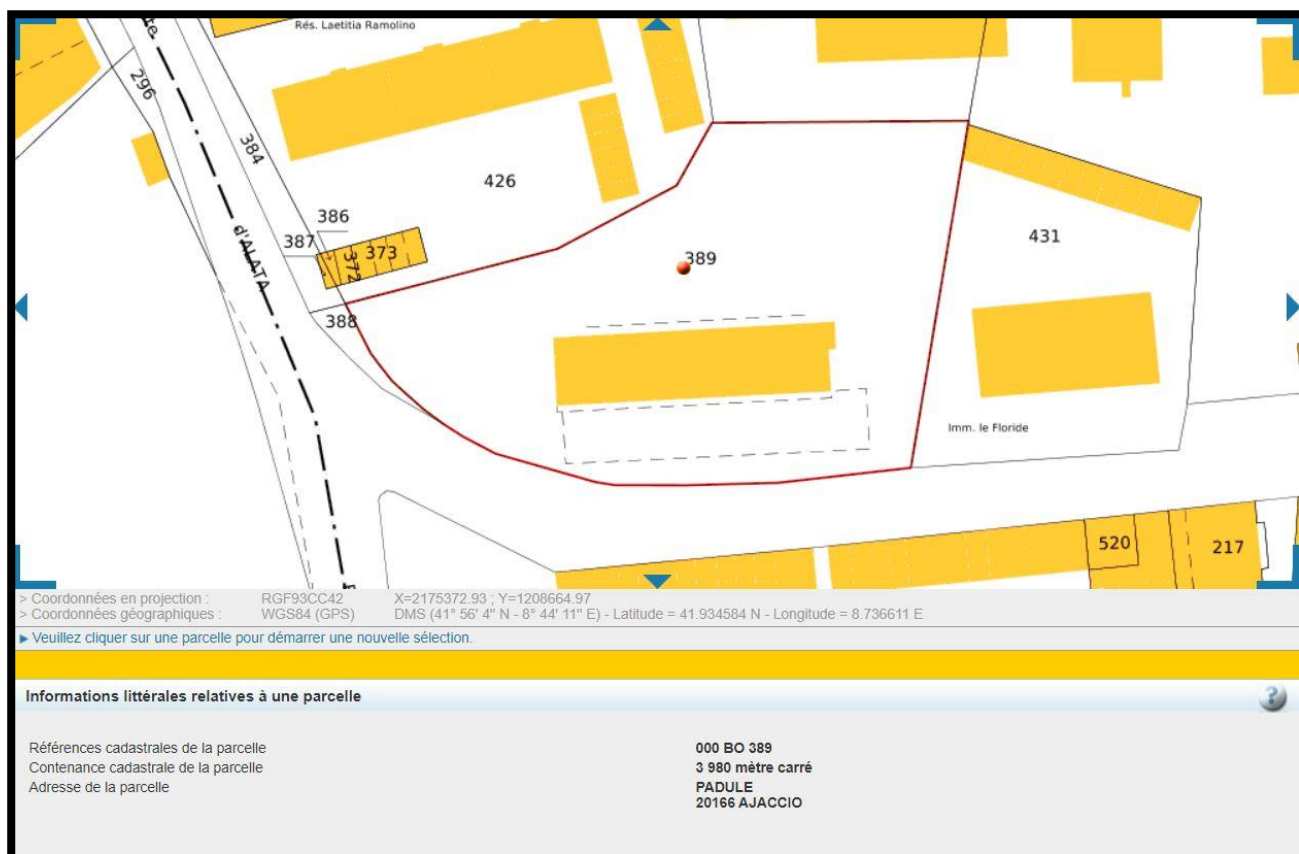 Rés. Laetitia Ramolino
296
384
426
386
387
373
372
388
389
431
d'ALATA
Imm. le Floride
520
217
> Coordonnées en projection : RGF93CC42 X=2175372.93 ; Y=1208664.97
> Coordonnées géographiques : WGS84 (GPS) DMS (41° 56' 4" N - 8° 44' 11" E) - Latitude = 41.934584 N - Longitude = 8.736611 E
► Veuillez cliquer sur une parcelle pour démarrer une nouvelle sélection.
Informations littérales relatives à une parcelle
?
Références cadastrales de la parcelle 000 BO 389
Contenance cadastrale de la parcelle 3 980 mètre carré
Adresse de la parcelle PADULE
20166 AJACCIO